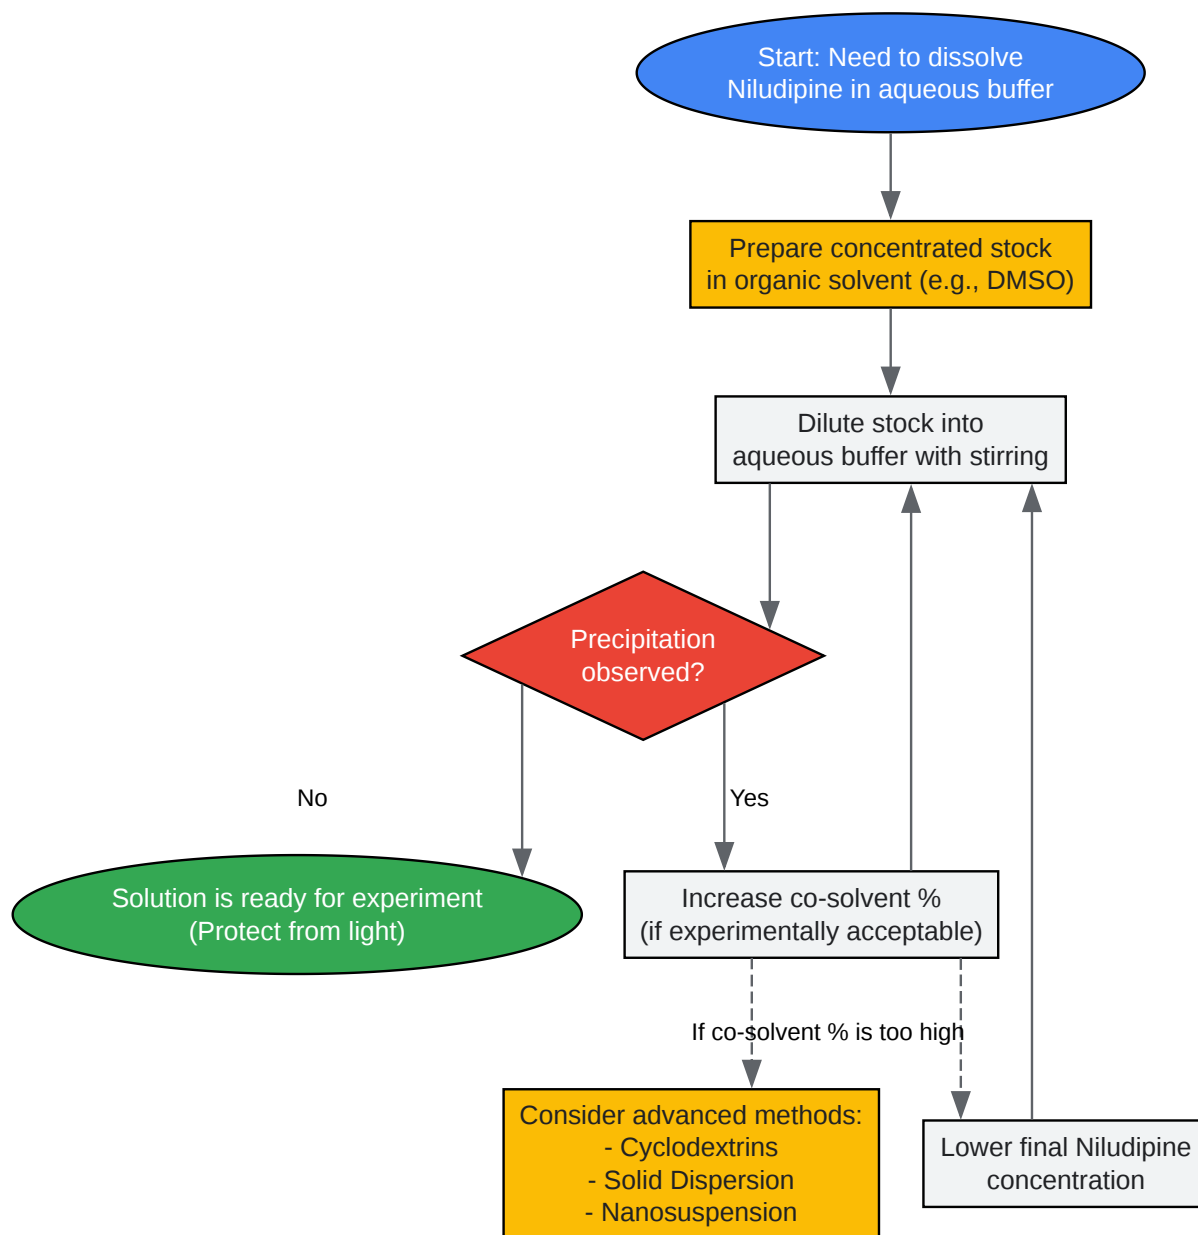 Start: Need to dissolve
Niludipine in aqueous buffer
Prepare concentrated stock
in organic solvent (e.g., DMSO)
Dilute stock into
aqueous buffer with stirring
Precipitation
observed?
No
Yes
Solution is ready for experiment
(Protect from light)
Increase co-solvent %
(if experimentally acceptable)
If co-solvent % is too high
Consider advanced methods:
- Cyclodextrins
- Solid Dispersion
- Nanosuspension
Lower final Niludipine
concentration